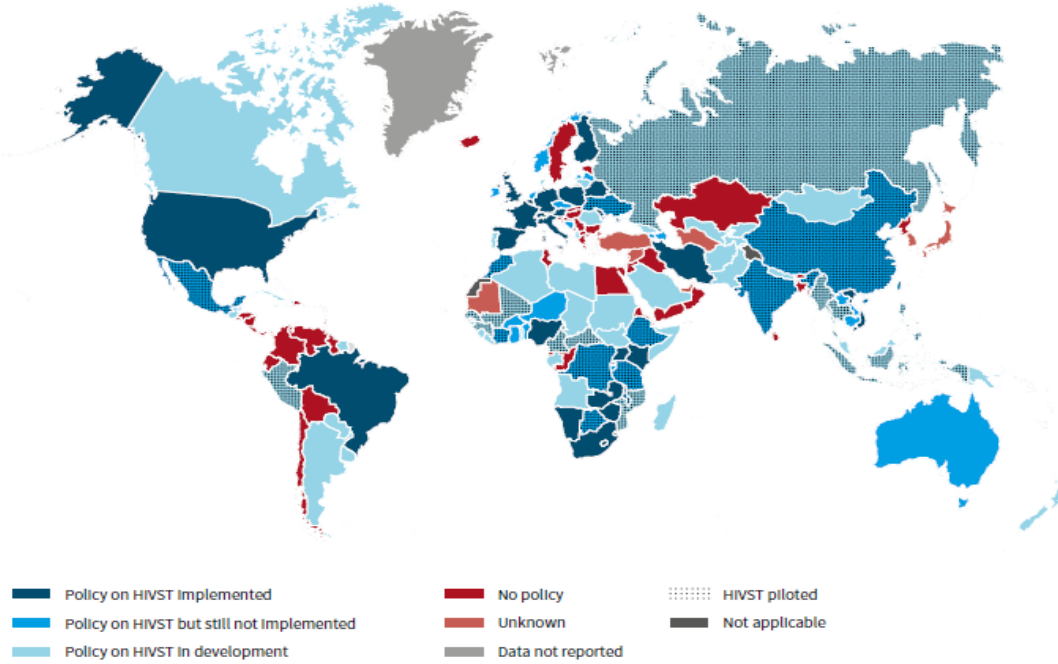 Policy on HIVST implemented
Policy on HIVST but still not implemented
Policy on HIVST in development
No policy
Unknown
Data not reported
HIVST piloted
Not applicable